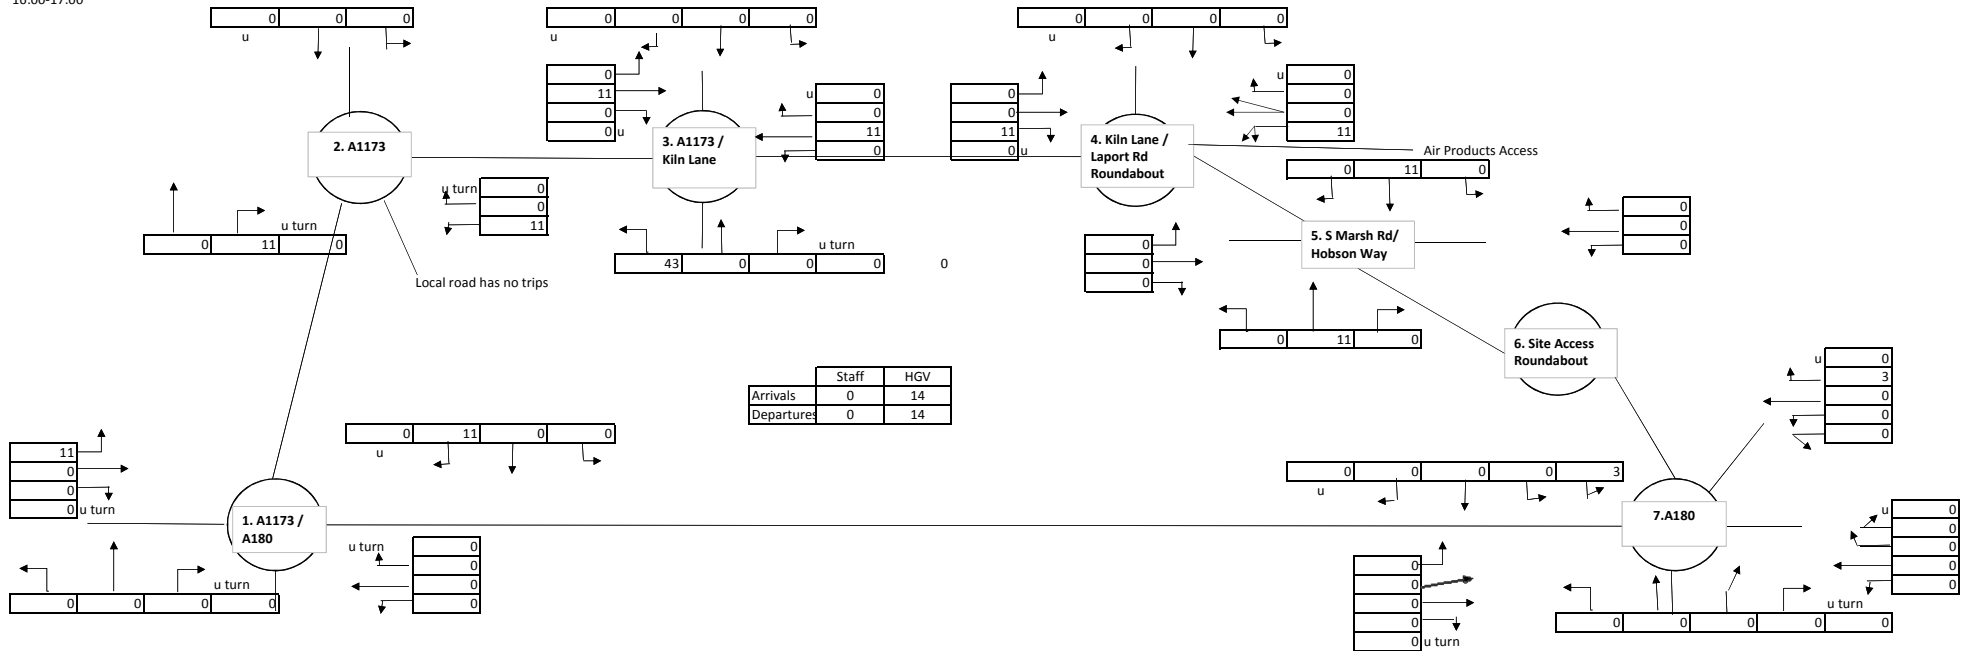 16:00-17:00
0 0 0
u
0 0 0 0
u
0 0 0 0
u
0
11
0
0 u
u 0
0
11
0
0
0
11
0 u
u 0
0
0
11
2. A1173
3. A1173 /
Kiln Lane
4. Kiln Lane /
Laport Rd
Roundabout
Air Products Access
0 11 0
u turn 0
0
11
u turn
0 11 0
Local road has no trips
u turn
43 0 0 0 0
0
0
0
5. S Marsh Rd/
Hobson Way
0
0
0
0 11 0
6. Site Access
Roundabout
Staff HGV
Arrivals 0 14
Departures 0 14
u 0
3
0
0
0
0 11 0 0
u
11
0
0
0 u turn
0 0 0 0 3
u
1. A1173 /
A180
7.A180
u 0
0
0
0
0
u turn 0
0
0
0
u turn
0 0 0 0
0
0
0
0
0 u turn
u turn
0 0 0 0 0